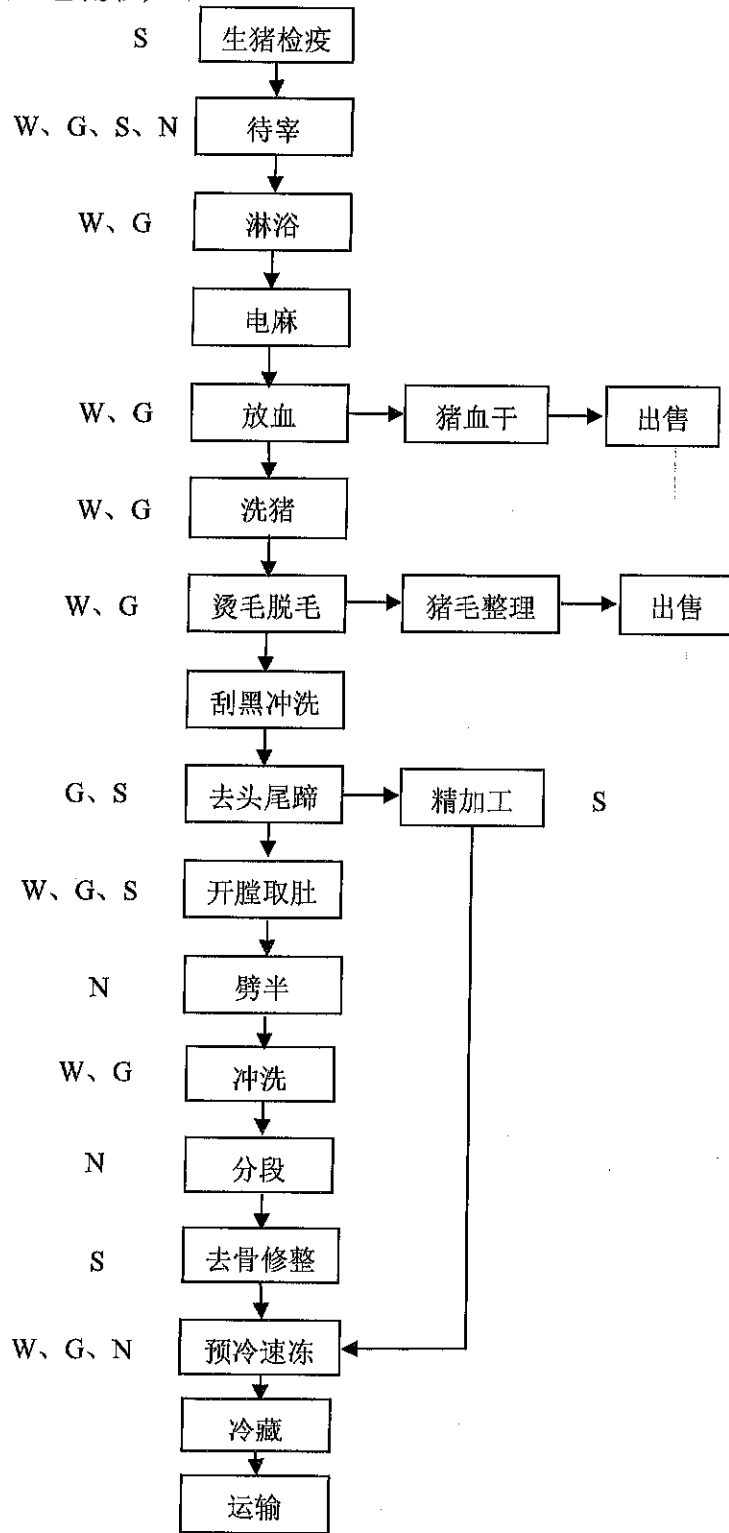 S 生猪检疫
W、G、S、N 待宰
W、G 淋浴
电麻
W、G 放血 猪血干 出售
W、G 洗猪
W、G 烫毛脱毛 猪毛整理 出售
刮黑冲洗
G、S 去头尾蹄 精加工 S
W、G、S 开膛取肚
N 劈半
W、G 冲洗
N 分段
S 去骨修整
W、G、N 预冷速冻
冷藏
运输